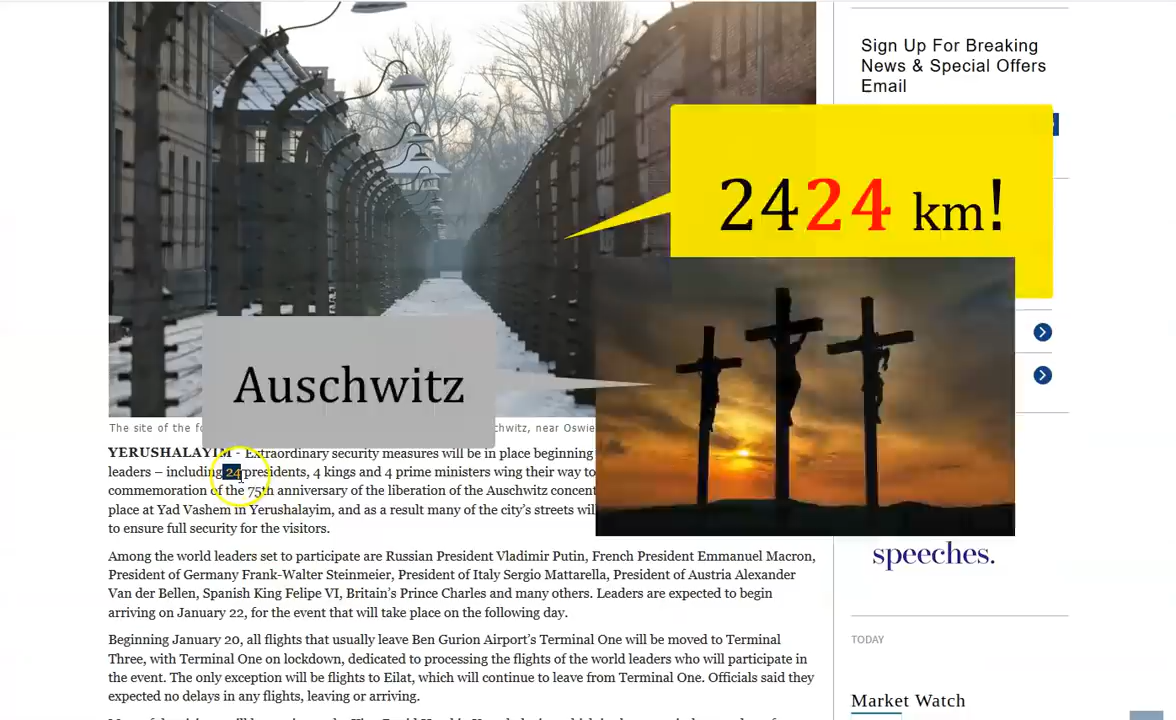 Sign Up For Breaking
News & Special Offers
Email
2424 km!
Auschwitz
The site of the fo
chwitz, near Oswie
YERUSHALAYIM - Extraordinary security measures will be in place beginning
leaders – including 24 presidents, 4 kings and 4 prime ministers wing their way to
commemoration of the 75th anniversary of the liberation of the Auschwitz concent
place at Yad Vashem in Yerushalayim, and as a result many of the city's streets wil
to ensure full security for the visitors.
Among the world leaders set to participate are Russian President Vladimir Putin, French President Emmanuel Macron,
President of Germany Frank-Walter Steinmeier, President of Italy Sergio Mattarella, President of Austria Alexander
Van der Bellen, Spanish King Felipe VI, Britain's Prince Charles and many others. Leaders are expected to begin
arriving on January 22, for the event that will take place on the following day.
Beginning January 20, all flights that usually leave Ben Gurion Airport's Terminal One will be moved to Terminal
Three, with Terminal One on lockdown, dedicated to processing the flights of the world leaders who will participate in
the event. The only exception will be flights to Eilat, which will continue to leave from Terminal One. Officials said they
expected no delays in any flights, leaving or arriving.
speeches.
TODAY
Market Watch